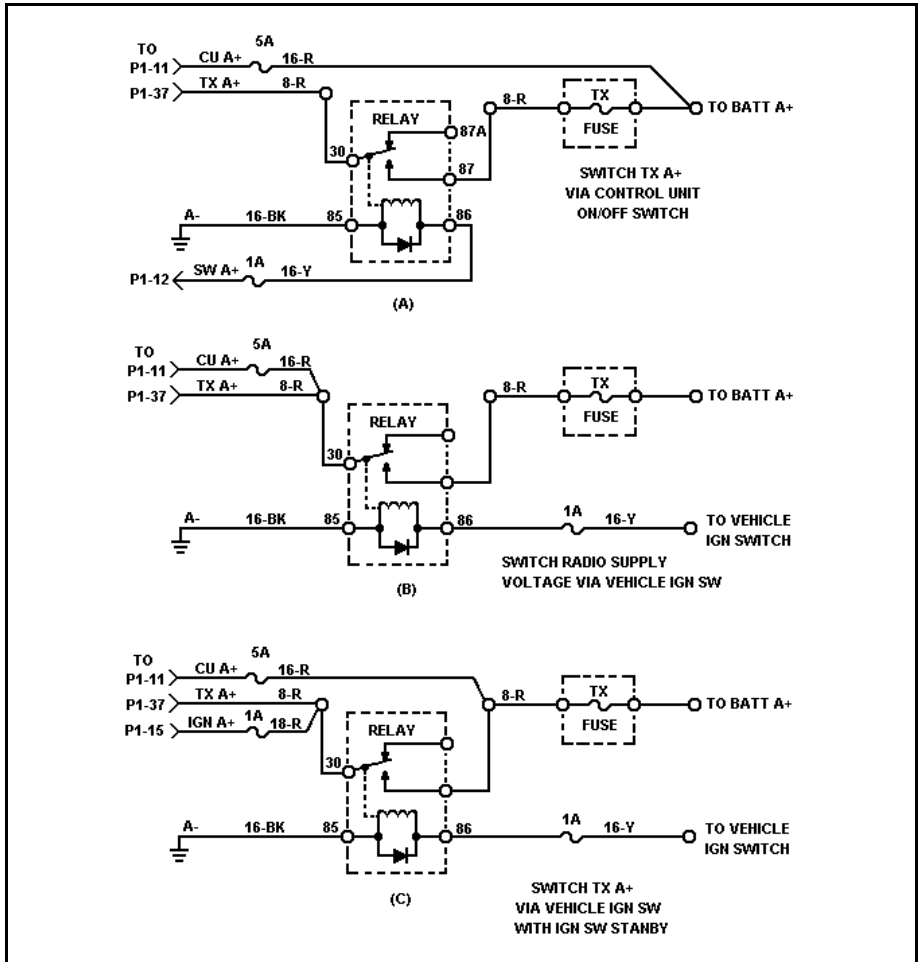 TO
5A
P1-11 CU A+ 16-R
P1-37 TX A+ 8-R
8-R
TX
FUSE
TO BATT A+
RELAY
87A
30
87
SWITCH TX A+
VIA CONTROL UNIT
ON/OFF SWITCH
A- 16-BK 85 86
P1-12 SW A+ 1A 16-Y
(A)
TO
5A
P1-11 CU A+ 16-R
P1-37 TX A+ 8-R
8-R
TX
FUSE
TO BATT A+
RELAY
30
A- 16-BK 85 86
1A 16-Y
TO VEHICLE
IGN SWITCH
SWITCH RADIO SUPPLY
VOLTAGE VIA VEHICLE IGN SW
(B)
TO
5A
P1-11 CU A+ 16-R
P1-37 TX A+ 8-R
P1-15 IGN A+ 1A 18-R
8-R
TX
FUSE
TO BATT A+
RELAY
30
A- 16-BK 85 86
1A 16-Y
TO VEHICLE
IGN SWITCH
(C)
SWITCH TX A+
VIA VEHICLE IGN SW
WITH IGN SW STANBY